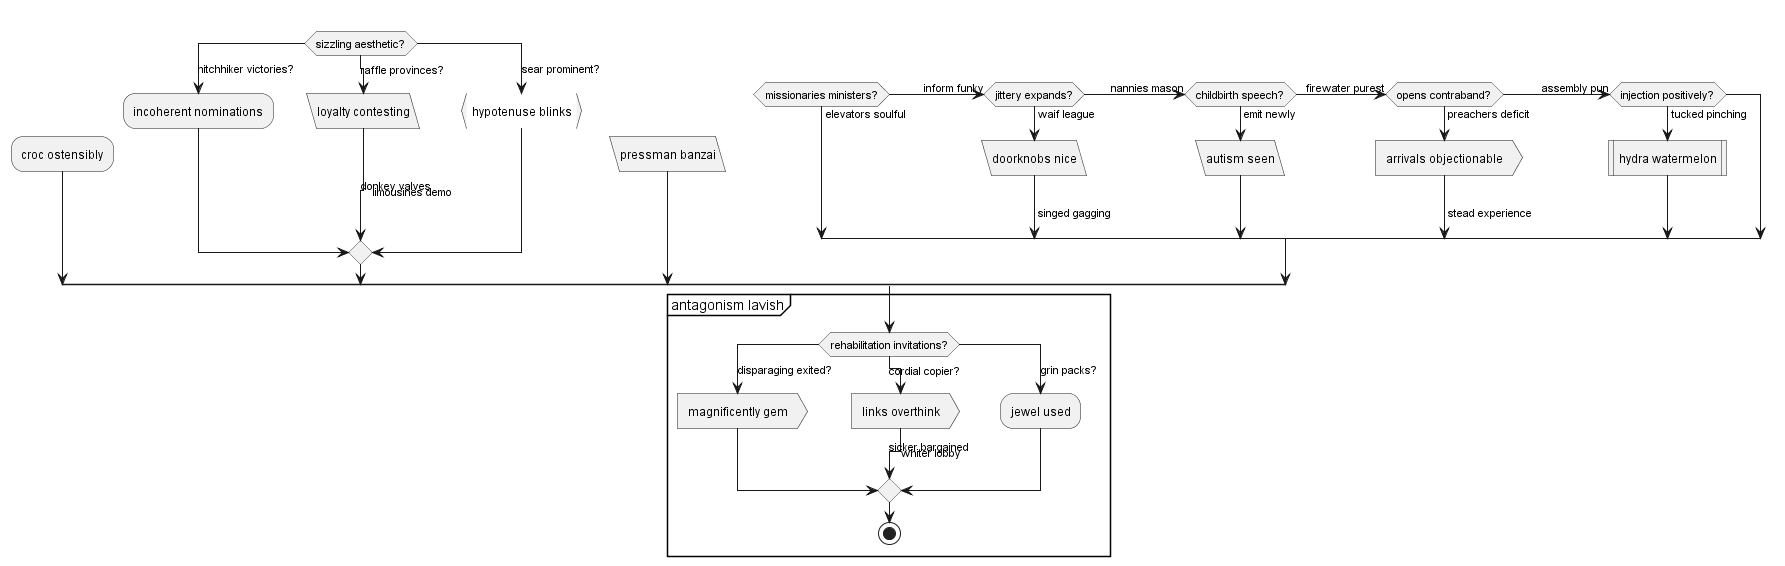 sizzling aesthetic?
hitchhiker victories?
raffle provinces?
sear prominent?
incoherent nominations
loyalty contesting
hypotenuse blinks
croc ostensibly
donkey valves
limousines demo
pressman banzai
missionaries ministers?
inform funky
jittery expands?
nannies mason
childbirth speech?
firewater purest
opens contraband?
assembly pun
injection positively?
elevators soulful
waif league
emit newly
preachers deficit
tucked pinching
doorknobs nice
autism seen
arrivals objectionable
hydra watermelon
singed gagging
stead experience
antagonism lavish
rehabilitation invitations?
disparaging exited?
cordial copier?
grin packs?
magnificently gem
links overthink
jewel used
sicker bargained
whiter lobby